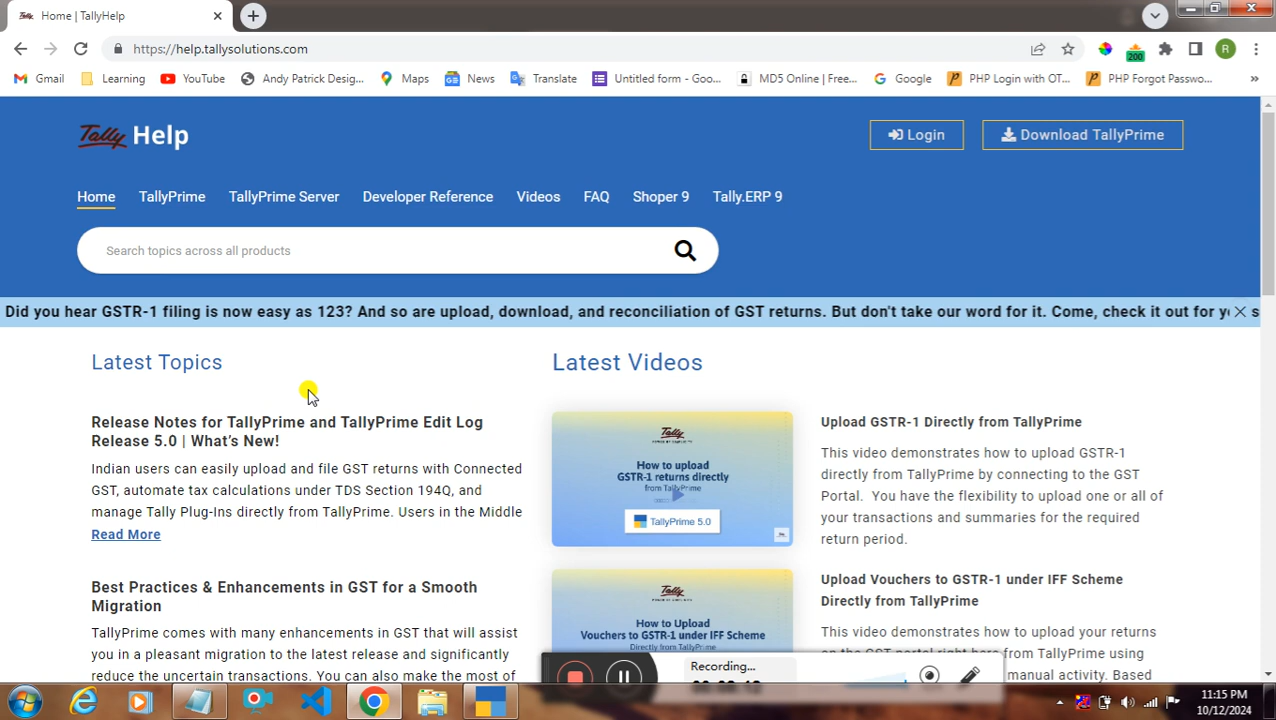 Home | TallyHelp
https://help.tallysolutions.com
200
R
Gmail Learning YouTube Andy Patrick Desig... Maps News Translate Untitled form - Goo... MD5 Online | Free... Google PHP Login with OT... PHP Forgot Passwo... »
Tally Help
Login
Download TallyPrime
Home TallyPrime TallyPrime Server Developer Reference Videos FAQ Shoper 9 Tally.ERP 9
Search topics across all products
Did you hear GSTR-1 filing is now easy as 123? And so are upload, download, and reconciliation of GST returns. But don't take our word for it. Come, check it out for
Latest Topics
Release Notes for TallyPrime and TallyPrime Edit Log
Release 5.0 | What's New!
Indian users can easily upload and file GST returns with Connected
GST, automate tax calculations under TDS Section 194Q, and
manage Tally Plug-Ins directly from TallyPrime. Users in the Middle
Read More
Best Practices & Enhancements in GST for a Smooth
Migration
TallyPrime comes with many enhancements in GST that will assist
you in a pleasant migration to the latest release and significantly
reduce the uncertain transactions. You can also make the most of
Latest Videos
Tally
How to upload
GSTR-1 returns directly
from TallyPrime
TallyPrime 5.0
Upload GSTR-1 Directly from TallyPrime
This video demonstrates how to upload GSTR-1
directly from TallyPrime by connecting to the GST
Portal. You have the flexibility to upload one or all of
your transactions and summaries for the required
return period.
Tally
How to Upload
Vouchers to GSTR-1 under IFF Scheme
Directly from TallyPrime
Upload Vouchers to GSTR-1 under IFF Scheme
Directly from TallyPrime
This video demonstrates how to upload your returns
on the GST portal right here from TallyPrime using
manual activity. Based
Recording...
11:15 PM
10/12/2024